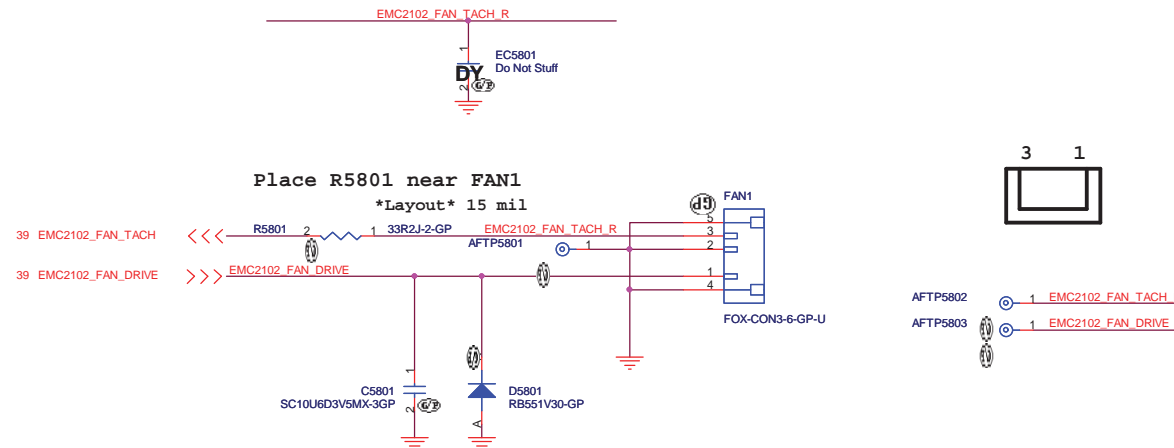 EMC2102_FAN_TACH_R
1
EC5801
Do Not Stuff
DY
2
G/P
3 1
Place R5801 near FAN1
*Layout* 15 mil
FAN1
GP
5
39 EMC2102_FAN_TACH
R5801
2
1
33R2J-2-GP
EMC2102_FAN_TACH_R
3
AFTP5801
1
2
39 EMC2102_FAN_DRIVE
EMC2102_FAN_DRIVE
1
4
FOX-CON3-6-GP-U
AFTP5802
1
EMC2102_FAN_TACH_
AFTP5803
1
EMC2102_FAN_DRIVE
1
C5801
SC10U6D3V5MX-3GP
2
G/P
D5801
RB551V30-GP
A